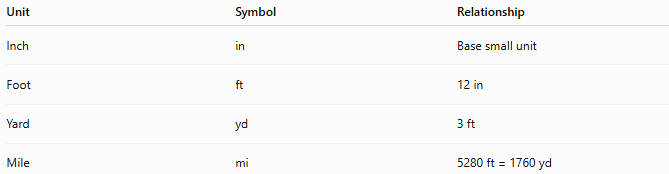 Unit Symbol Relationship
Inch in Base small unit
Foot ft 12 in
Yard yd 3 ft
Mile mi 5280 ft = 1760 yd